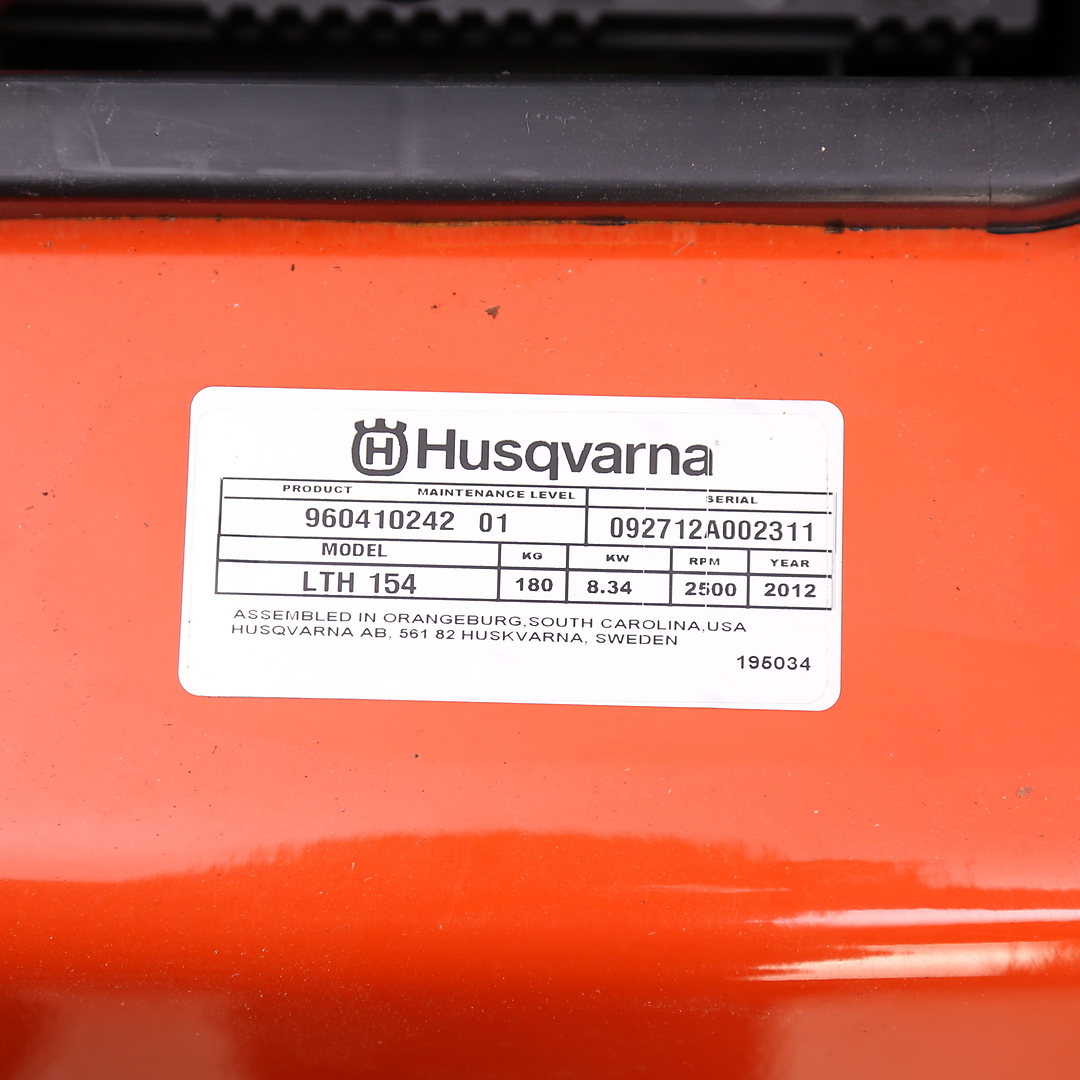 Husqvarna
PRODUCT MAINTENANCE LEVEL SERIAL
960410242 01 092712A002311
MODEL KG KW RPM YEAR
LTH 154 180 8.34 2500 2012
ASSEMBLED IN ORANGEBURG,SOUTH CAROLINA,USA
HUSQVARNA AB, 561 82 HUSKVARNA, SWEDEN
195034